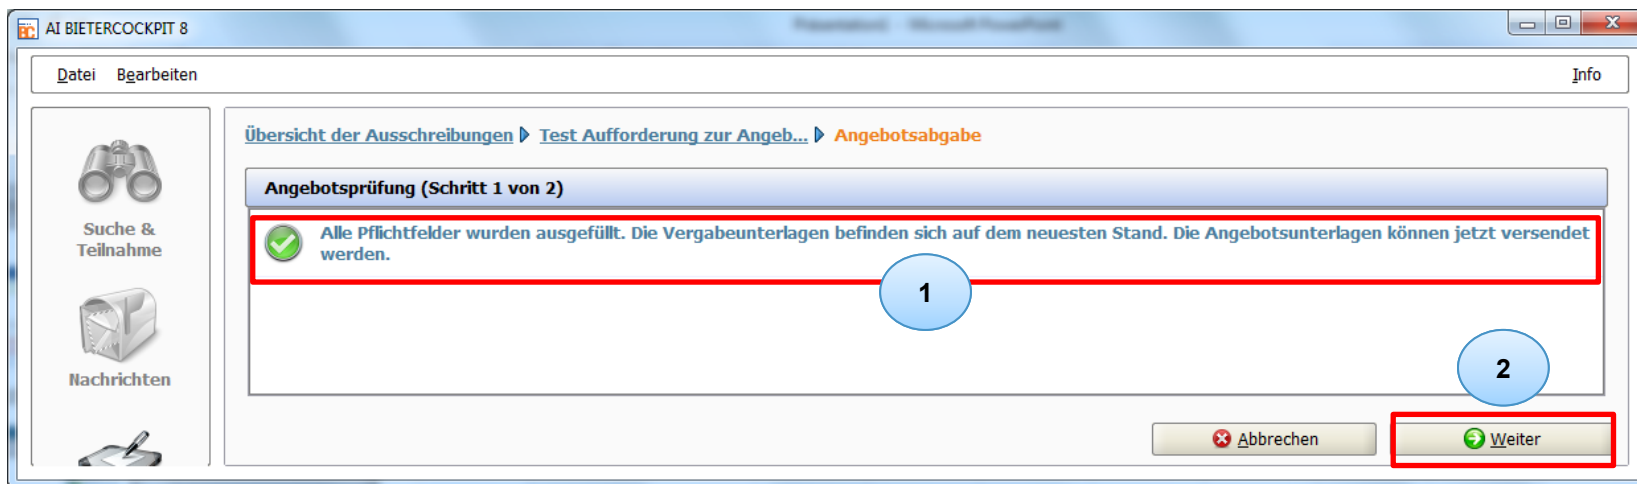 AI BIETERCOCKPIT 8
Datei Bearbeiten Info
Übersicht der Ausschreibungen Test Aufforderung zur Angeb... Angebotsabgabe
Angebotsprüfung (Schritt 1 von 2)
Alle Pflichtfelder wurden ausgefüllt. Die Vergabeunterlagen befinden sich auf dem neuesten Stand. Die Angebotsunterlagen können jetzt versendet
werden.
1
Suche &
Teilnahme
Nachrichten
2
Abbrechen Weiter